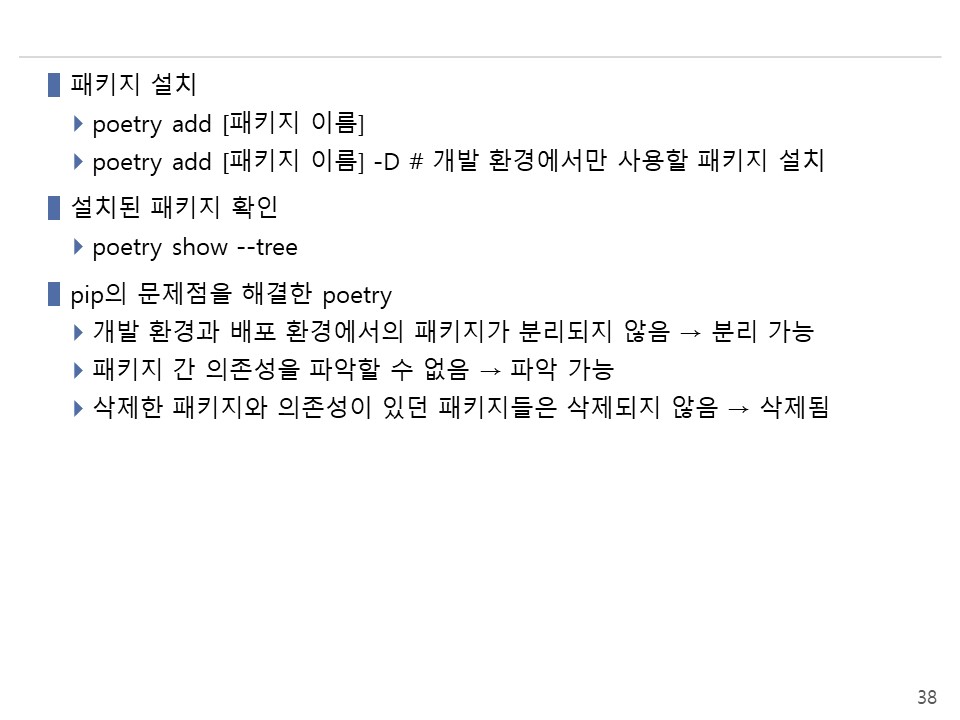 패키지 설치
poetry add [패키지 이름]
poetry add [패키지 이름] -D # 개발 환경에서만 사용할 패키지 설치
설치된 패키지 확인
poetry show --tree
pip의 문제점을 해결한 poetry
개발 환경과 배포 환경에서의 패키지가 분리되지 않음 → 분리 가능
패키지 간 의존성을 파악할 수 없음 → 파악 가능
삭제한 패키지와 의존성이 있던 패키지들은 삭제되지 않음 → 삭제됨
38